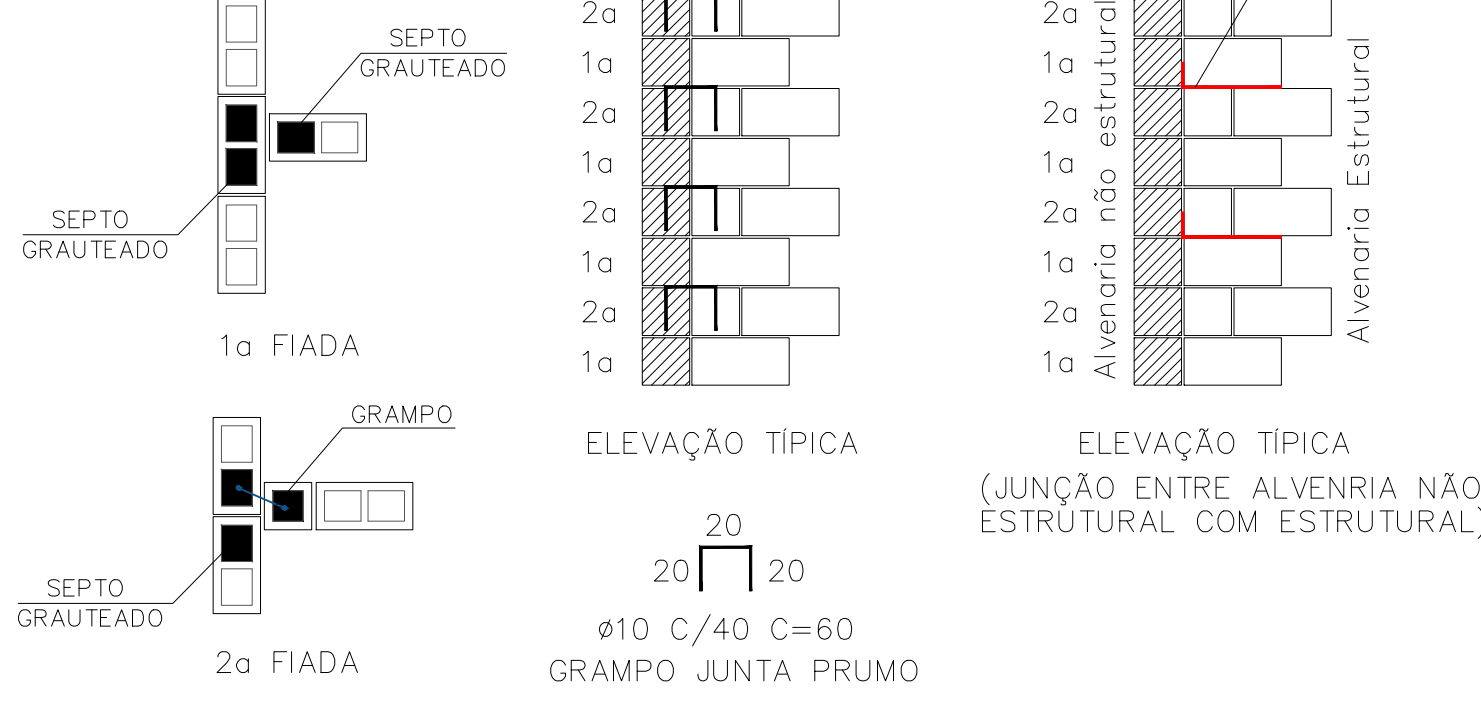 SEPTO
GRAUTEADO
SEPTO
GRAUTEADO
1a FIADA
GRAMPO
SEPTO
GRAUTEADO
2a FIADA
2a
1a
2a
1a
2a
1a
2a
1a
ELEVAÇÃO TÍPICA
20
20 20
ø10 C/40 C=60
GRAMPO JUNTA PRUMO
2a
1a
2a
1a
2a
1a
2a
1a
Alvenaria não estrutural
Alvenaria Estrutural
ELEVAÇÃO TÍPICA
(JUNÇÃO ENTRE ALVENRIA NÃO
ESTRUTURAL COM ESTRUTURAL)